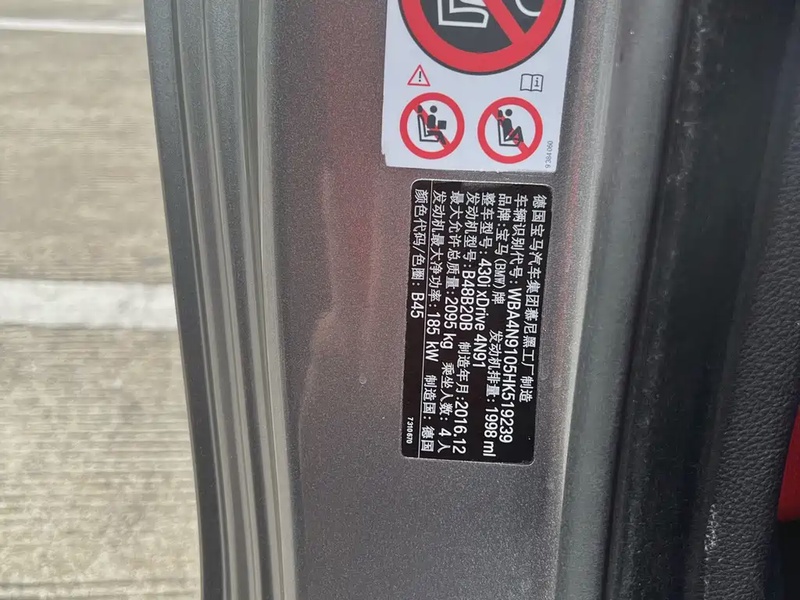 德国宝马汽车集团慕尼黑工厂制造
车辆识别代号: WBA4N9105HK519239
品牌:宝马(BMW)牌 发动机排量: 1998 ml
整车型号: 430i xDrive 4N91
发动机型号: B48B20B 制造年月:2016.12
最大允许总质量: 2095 kg 乘坐人数: 4 人
发动机最大净功率: 185 kW 制造国: 德国
颜色代码/色圈: B45
7310670